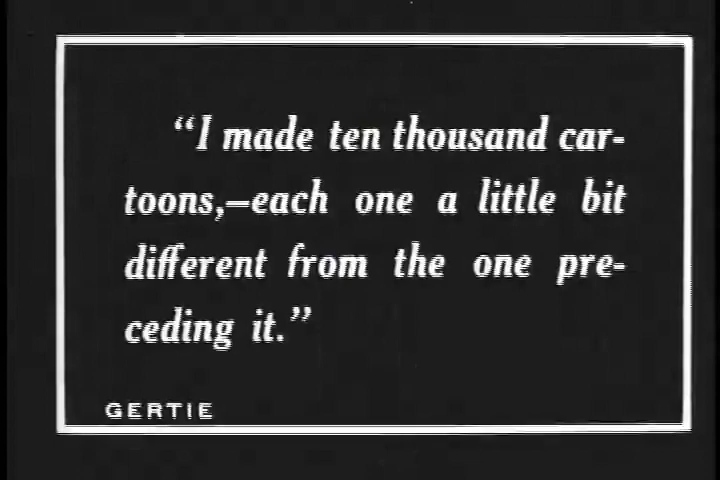 “I made ten thousand car-
toons,—each one a little bit
different from the one pre-
ceding it.”
GERTIE